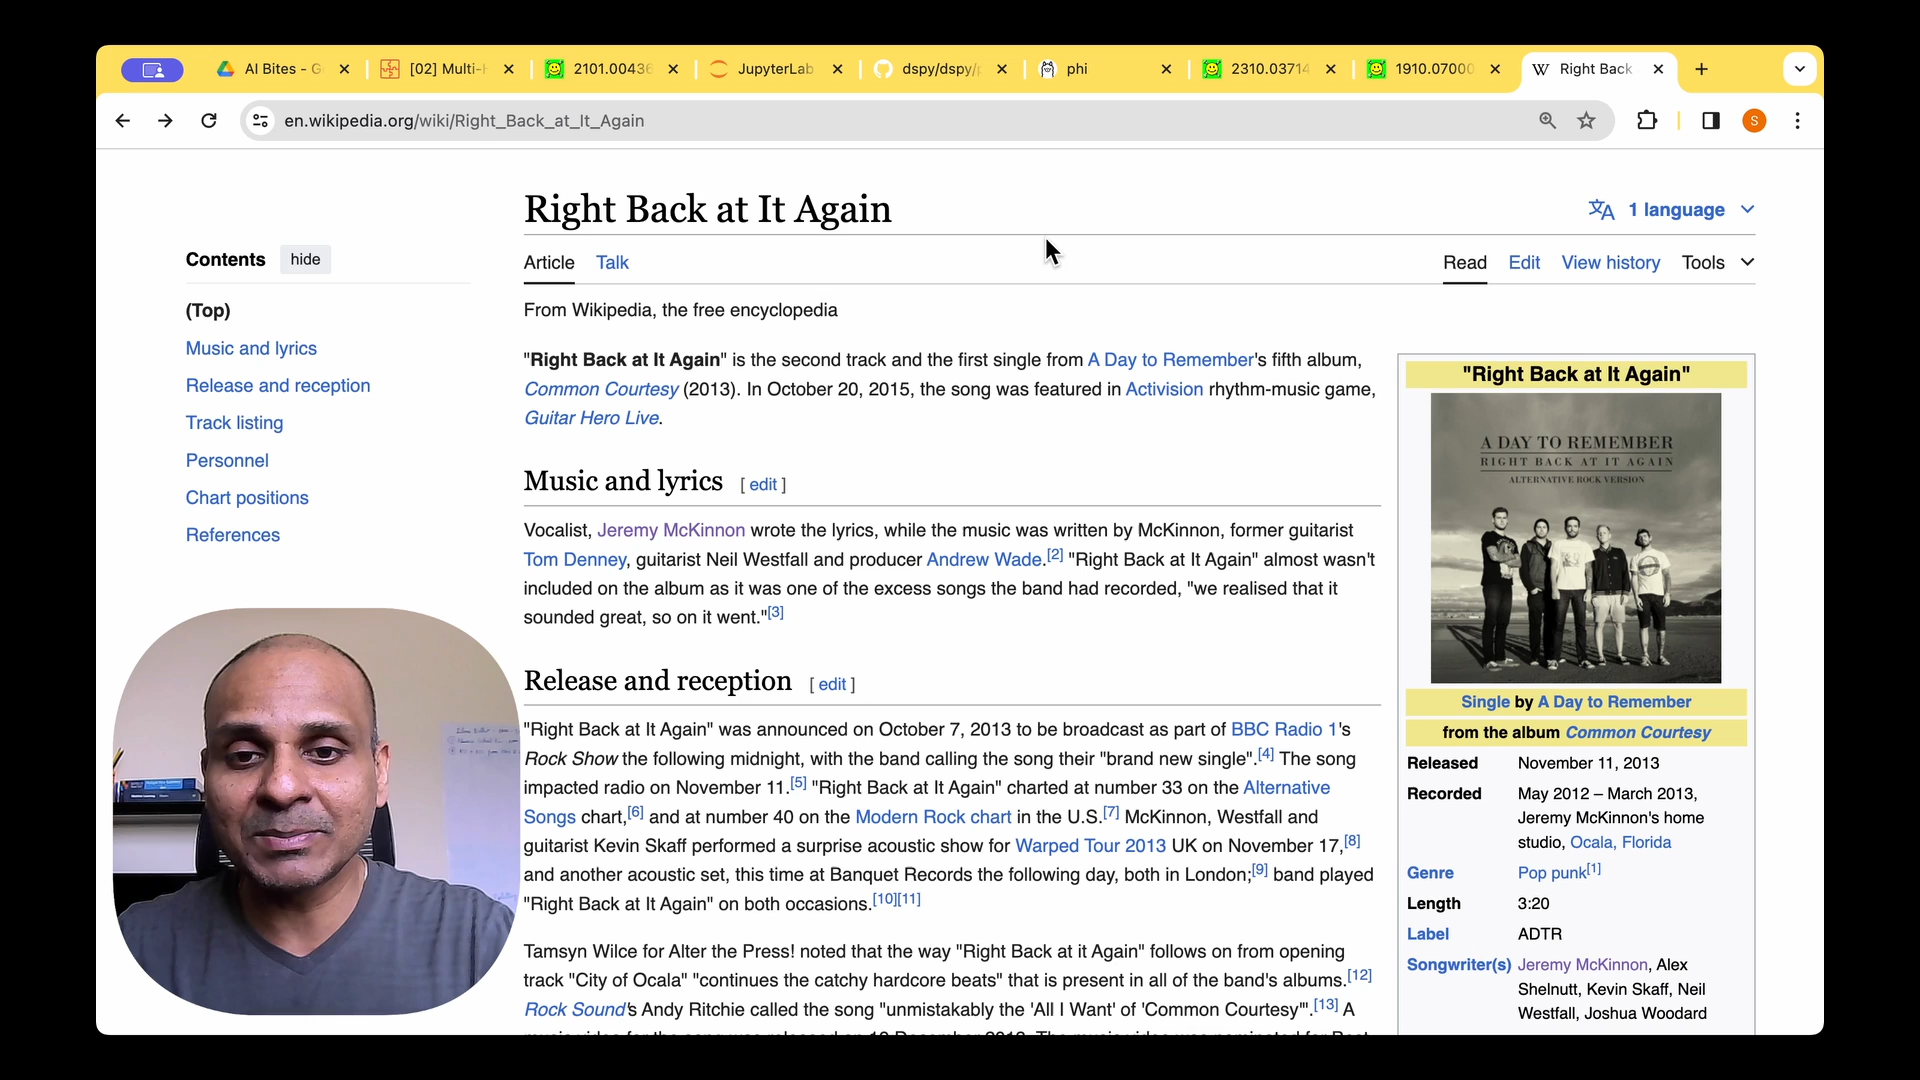 AI Bites - G
[02] Multi-H
2101.00436
JupyterLab
dspy/dspy/
phi
2310.03714
1910.07000
Right Back
en.wikipedia.org/wiki/Right_Back_at_It_Again
S
Right Back at It Again
1 language
Contents hide
Article Talk
Read Edit View history Tools
(Top)
Music and lyrics
Release and reception
Track listing
Personnel
Chart positions
References
From Wikipedia, the free encyclopedia
"Right Back at It Again" is the second track and the first single from A Day to Remember's fifth album,
Common Courtesy (2013). In October 20, 2015, the song was featured in Activision rhythm-music game,
Guitar Hero Live.
Music and lyrics [ edit ]
Vocalist, Jeremy McKinnon wrote the lyrics, while the music was written by McKinnon, former guitarist
Tom Denney, guitarist Neil Westfall and producer Andrew Wade.[2] "Right Back at It Again" almost wasn't
included on the album as it was one of the excess songs the band had recorded, "we realised that it
sounded great, so on it went."[3]
Release and reception [ edit ]
"Right Back at It Again" was announced on October 7, 2013 to be broadcast as part of BBC Radio 1's
Rock Show the following midnight, with the band calling the song their "brand new single".[4] The song
impacted radio on November 11.[5] "Right Back at It Again" charted at number 33 on the Alternative
Songs chart,[6] and at number 40 on the Modern Rock chart in the U.S.[7] McKinnon, Westfall and
guitarist Kevin Skaff performed a surprise acoustic show for Warped Tour 2013 UK on November 17,[8]
and another acoustic set, this time at Banquet Records the following day, both in London;[9] band played
"Right Back at It Again" on both occasions.[10][11]
Tamsyn Wilce for Alter the Press! noted that the way "Right Back at it Again" follows on from opening
track "City of Ocala" "continues the catchy hardcore beats" that is present in all of the band's albums.[12]
Rock Sound's Andy Ritchie called the song "unmistakably the 'All I Want' of 'Common Courtesy'".[13] A
"Right Back at It Again"
A DAY TO REMEMBER
RIGHT BACK AT IT AGAIN
ALTERNATIVE ROCK VERSION
Single by A Day to Remember
from the album Common Courtesy
Released November 11, 2013
Recorded May 2012 – March 2013,
Jeremy McKinnon's home
studio, Ocala, Florida
Genre Pop punk[1]
Length 3:20
Label ADTR
Songwriter(s) Jeremy McKinnon, Alex
Shelnutt, Kevin Skaff, Neil
Westfall, Joshua Woodard